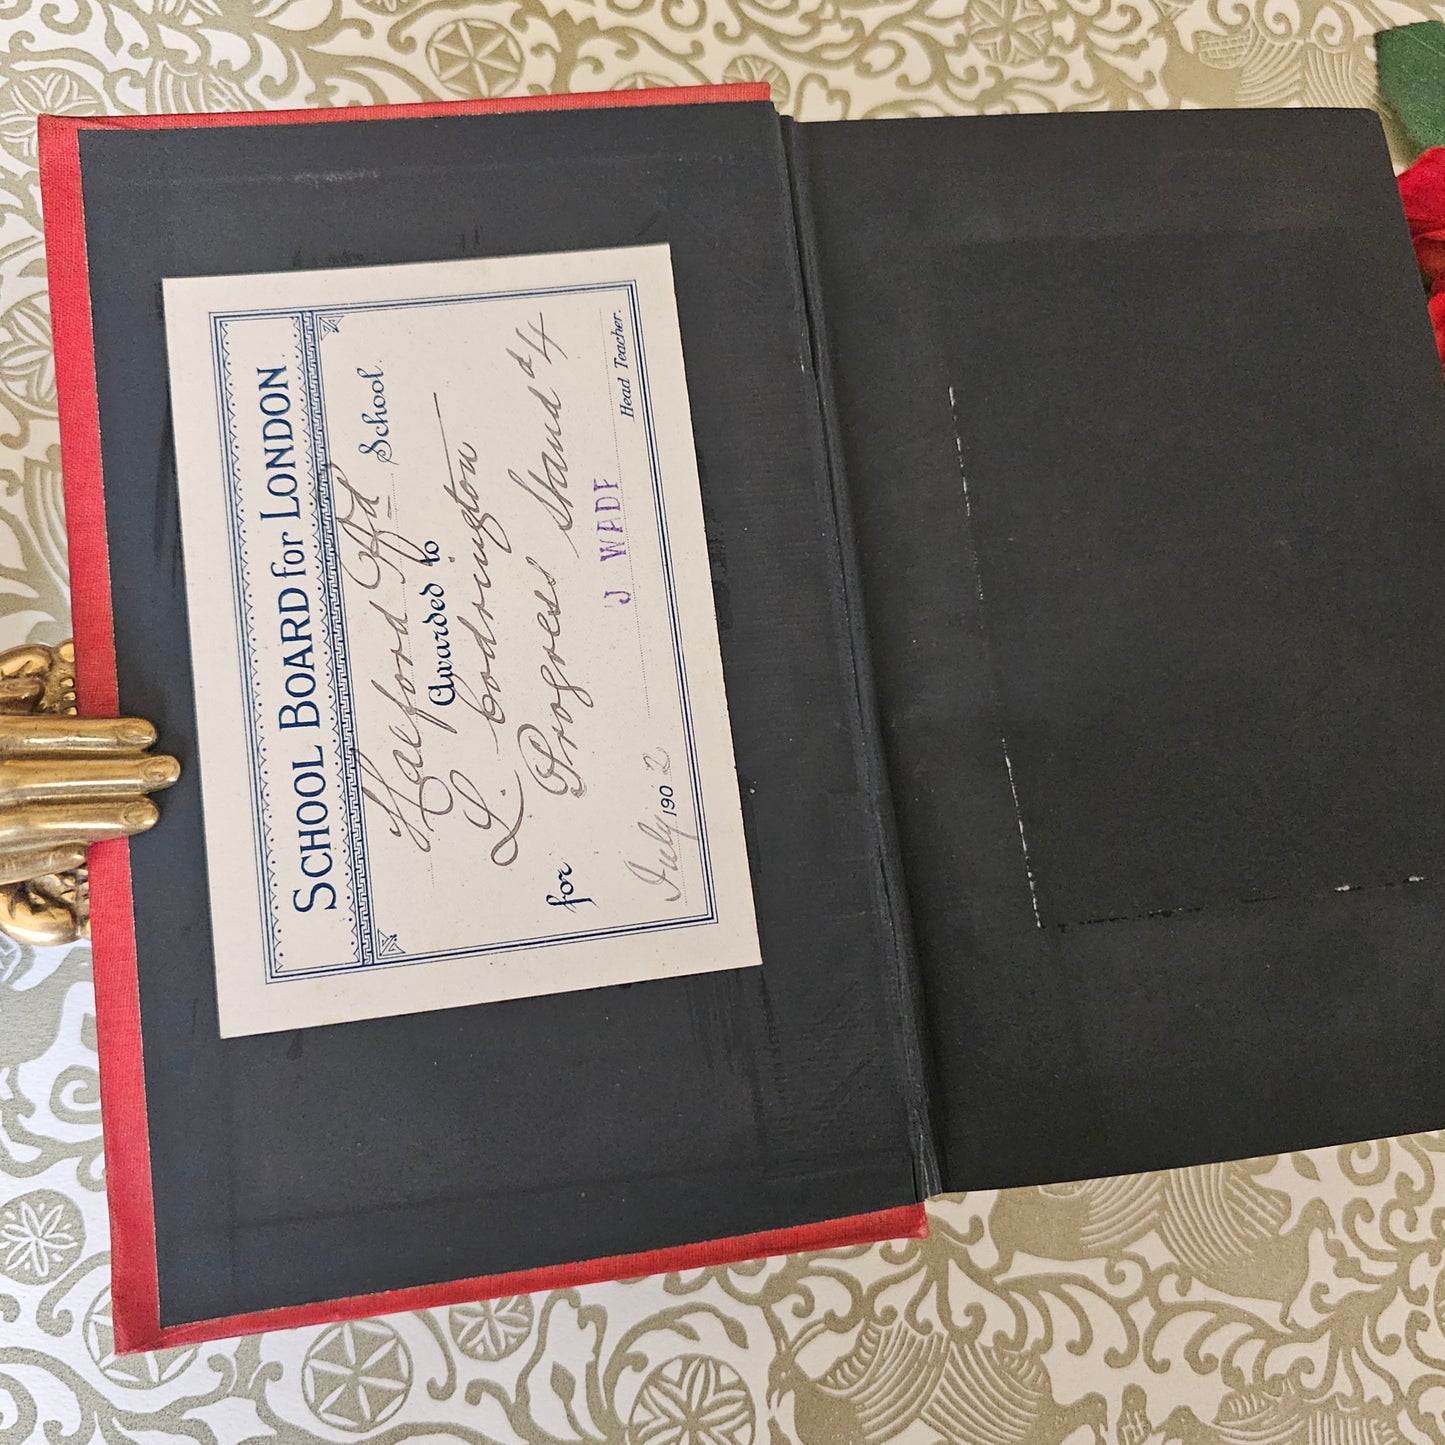 SCHOOL BOARD for LONDON
Halford Rd School.
Awarded to
L. Codrington
for Progress Stand d 4
J WADE
Head Teacher.
July 1902